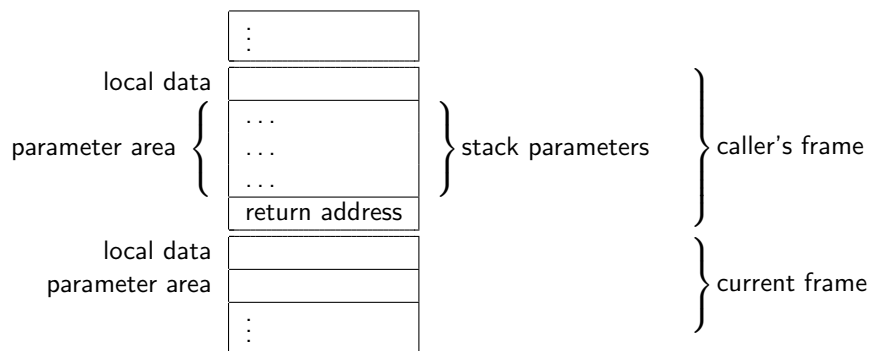 ⋮
local data
parameter area
. . .
. . .
. . .
stack parameters
caller's frame
return address
local data
parameter area
current frame
⋮